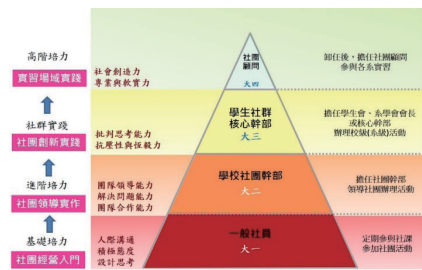 高階培力
實習場域實踐
社會創造力
專業與軟實力
社團
顧問
大四
卸任後，擔任社團顧問
參與各系實習
社群實踐
社團創新實踐
批判思考能力
抗壓性與恆毅力
學生社群
核心幹部
大三
擔任學生會、系學會會長
或核心幹部
辦理校級(系級)活動
進階培力
社團領導實作
團隊領導能力
解決問題能力
團隊合作能力
學校社團幹部
大二
擔任社團幹部
領導社團辦理活動
基礎培力
社團經營入門
人際溝通
積極態度
設計思考
一般社員
大一
定期參與社課
參加社團活動